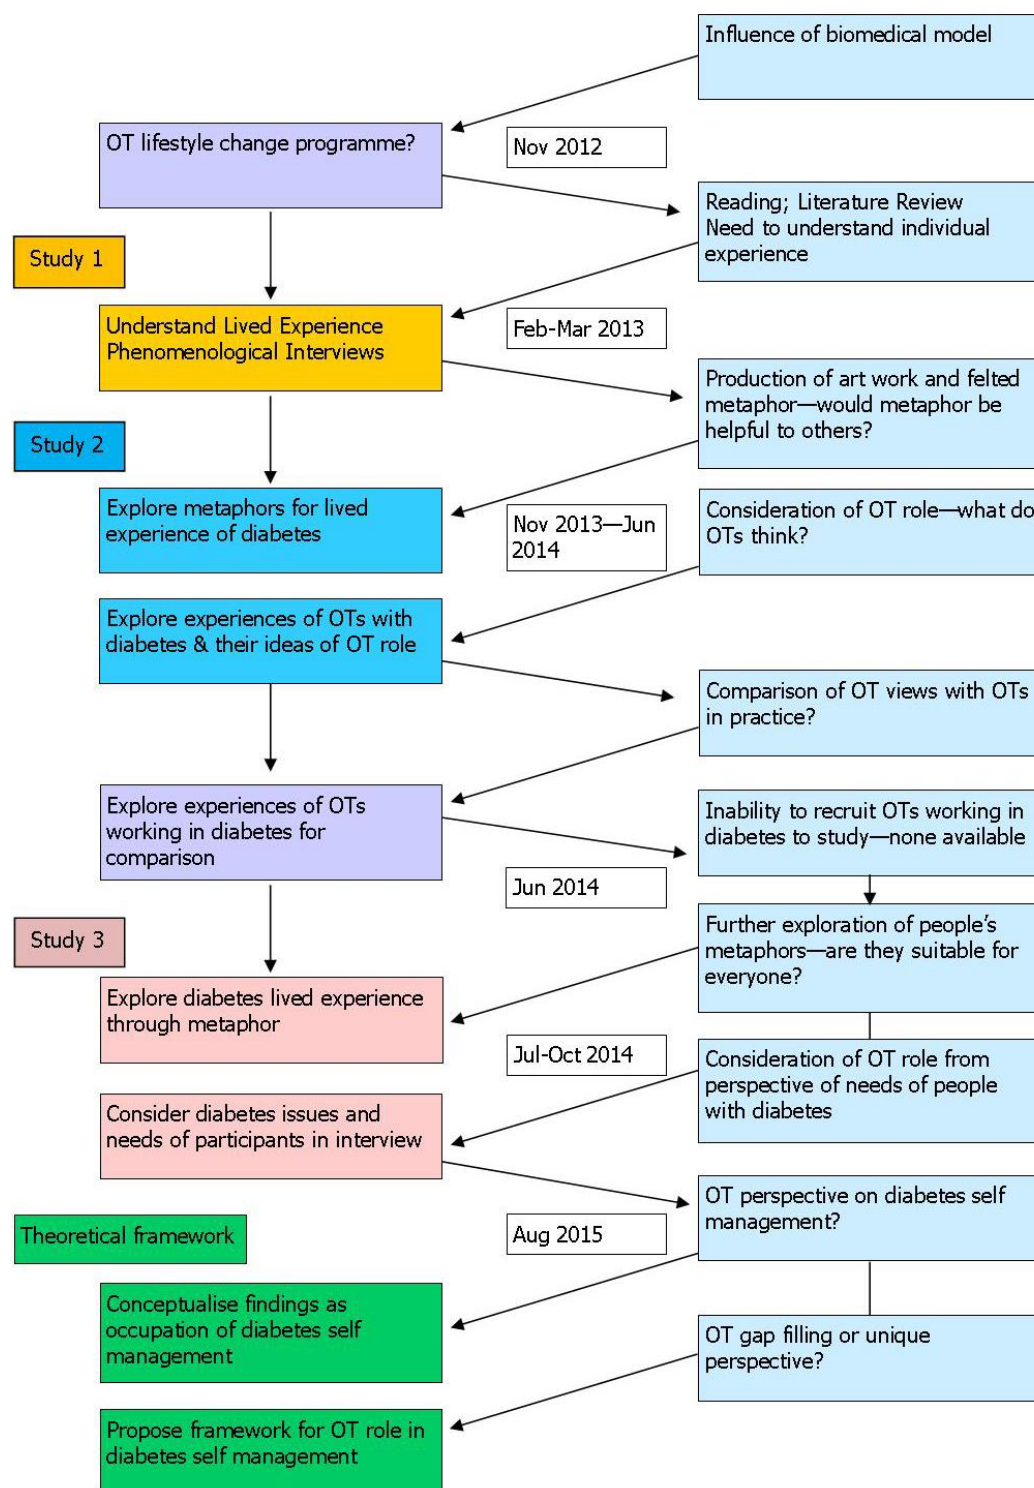 Influence of biomedical model
OT lifestyle change programme?
Nov 2012
Reading; Literature Review
Need to understand individual
experience
Study 1
Understand Lived Experience
Phenomenological Interviews
Feb-Mar 2013
Production of art work and felted
metaphor—would metaphor be
helpful to others?
Study 2
Explore metaphors for lived
experience of diabetes
Nov 2013—Jun
2014
Consideration of OT role—what do
OTs think?
Explore experiences of OTs with
diabetes & their ideas of OT role
Comparison of OT views with OTs
in practice?
Explore experiences of OTs
working in diabetes for
comparison
Inability to recruit OTs working in
diabetes to study—none available
Jun 2014
Study 3
Further exploration of people's
metaphors—are they suitable for
everyone?
Explore diabetes lived experience
through metaphor
Jul-Oct 2014
Consideration of OT role from
perspective of needs of people
with diabetes
Consider diabetes issues and
needs of participants in interview
OT perspective on diabetes self
management?
Aug 2015
Theoretical framework
Conceptualise findings as
occupation of diabetes self
management
OT gap filling or unique
perspective?
Propose framework for OT role in
diabetes self management